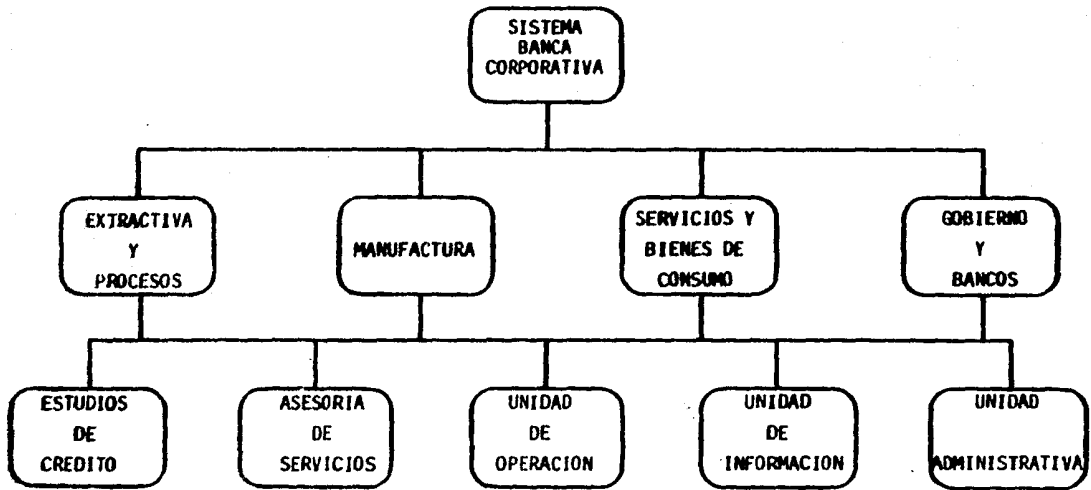 SISTEMA
BANCA
CORPORATIVA
EXTRACTIVA
Y
PROCESOS
MANUFACTURA
SERVICIOS Y
BIENES DE
CONSUMO
GOBIERNO
Y
BANCOS
ESTUDIOS
DE
CREDITO
ASESORIA
DE
SERVICIOS
UNIDAD
DE
OPERACION
UNIDAD
DE
INFORMACION
UNIDAD
ADMINISTRATIVA